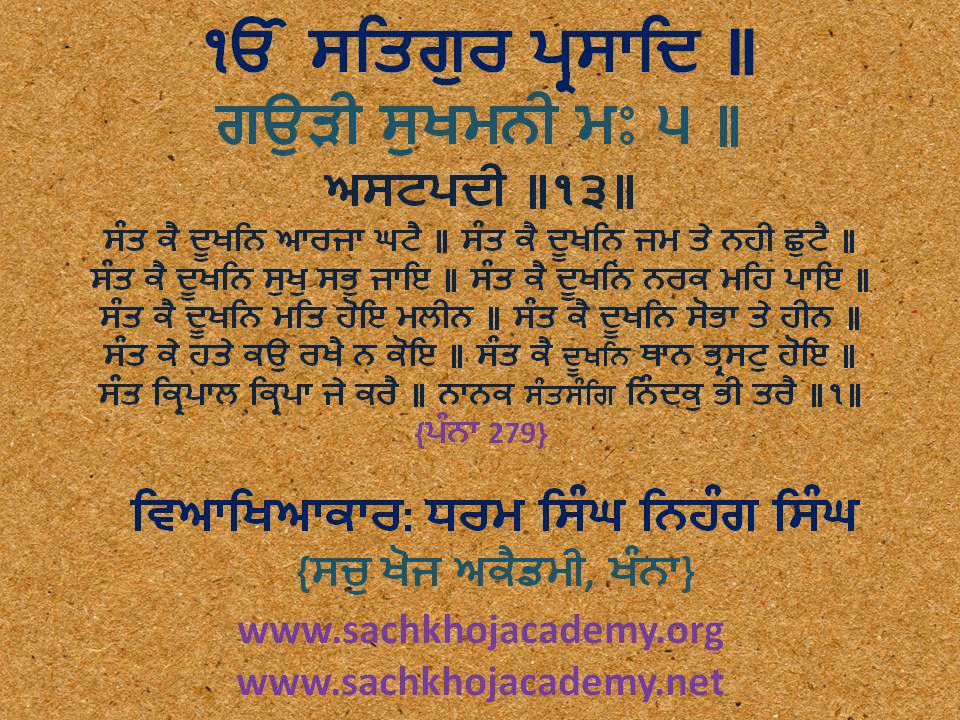 ੴ ਸਤਿਗੁਰ ਪ੍ਰਸਾਦਿ ॥
ਗਉੜੀ ਸੁਖਮਨੀ ਮਃ ੫ ॥
ਅਸਟਪਦੀ ॥੧੩॥
ਸੰਤ ਕੈ ਦੂਖਨਿ ਆਰਜਾ ਘਟੈ ॥ ਸੰਤ ਕੈ ਦੂਖਨਿ ਜਮ ਤੇ ਨਹੀ ਛੁਟੈ ॥
ਸੰਤ ਕੈ ਦੂਖਨਿ ਸੁਖੁ ਸਭੁ ਜਾਇ ॥ ਸੰਤ ਕੈ ਦੂਖਨਿ ਨਰਕ ਮਹਿ ਪਾਇ ॥
ਸੰਤ ਕੈ ਦੂਖਨਿ ਮਤਿ ਹੋਇ ਮਲੀਨ ॥ ਸੰਤ ਕੈ ਦੂਖਨਿ ਸੋਭਾ ਤੇ ਹੀਨ ॥
ਸੰਤ ਕੇ ਹਤੇ ਕਉ ਰਖੈ ਨ ਕੋਇ ॥ ਸੰਤ ਕੈ ਦੂਖਨਿ ਥਾਨ ਭ੍ਰਸਟੁ ਹੋਇ ॥
ਸੰਤ ਕ੍ਰਿਪਾਲ ਕ੍ਰਿਪਾ ਜੇ ਕਰੈ ॥ ਨਾਨਕ ਸੰਤਸੰਗਿ ਨਿੰਦਕੁ ਭੀ ਤਰੈ ॥੧॥
{ਪੰਨਾ 279}
ਵਿਆਖਿਆਕਾਰ: ਧਰਮ ਸਿੰਘ ਨਿਹੰਗ ਸਿੰਘ
{ਸਚੁ ਖੋਜ ਅਕੈਡਮੀ, ਖੰਨਾ}
www.sachkhojacademy.org
www.sachkhojacademy.net